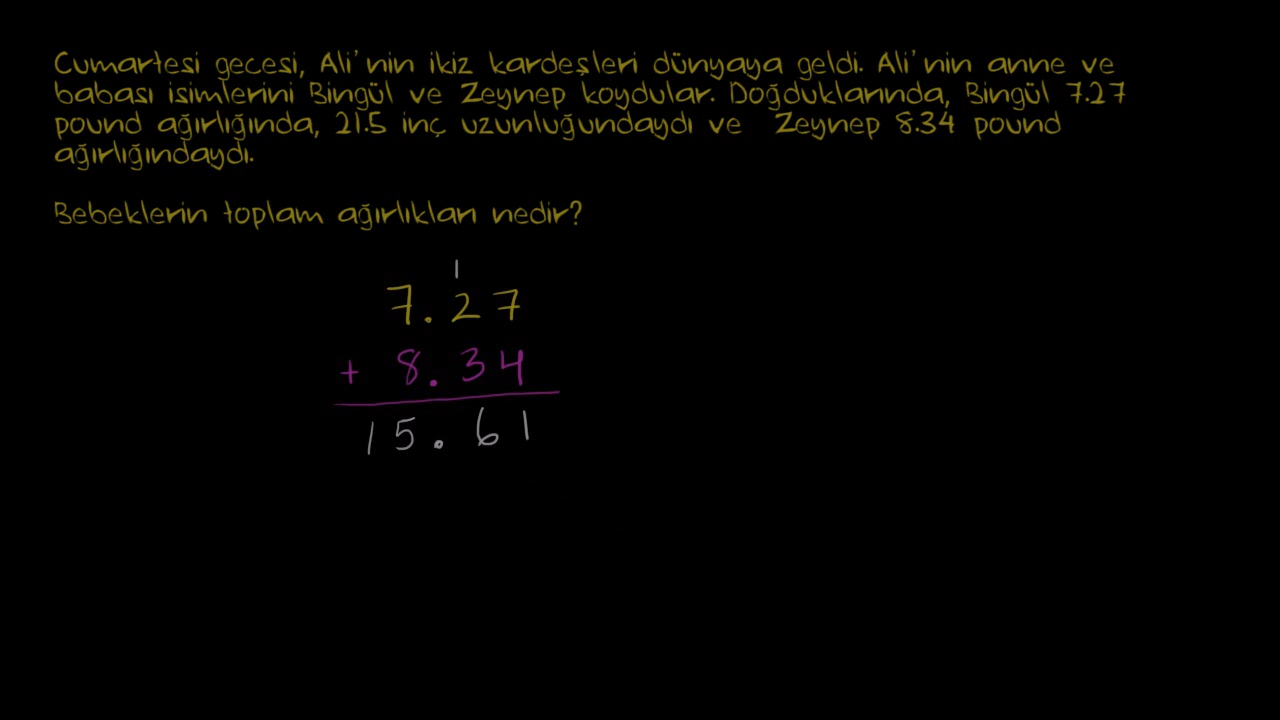 Cumartesi gecesi, Ali'nin ikiz kardeşleri dünyaya geldi. Ali'nin anne ve
babası isimlerini Bingül ve Zeynep koydular. Doğduklarında, Bingül 7.27
pound ağırlığında, 21.5 inç uzunluğundaydı ve Zeynep 8.34 pound
ağırlığındaydı.
Bebeklerin toplam ağırlıkları nedir?
1
7.27
+ 8.34
15.61